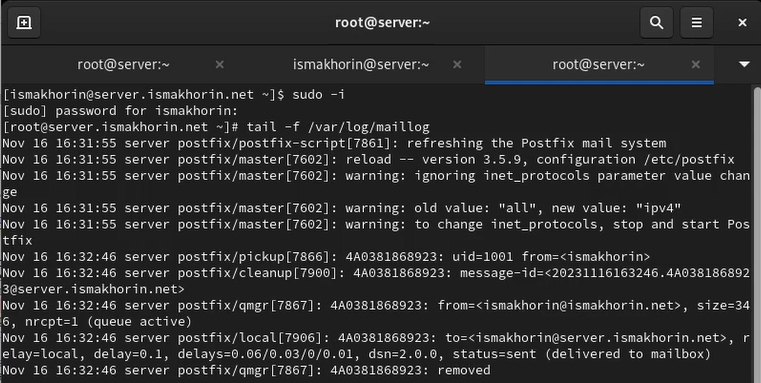 root@server:~
root@server:~
ismakhorin@server:~
root@server:~
[ismakhorin@server.ismakhorin.net ~]$ sudo -i
[sudo] password for ismakhorin:
[root@server.ismakhorin.net ~]# tail -f /var/log/maillog
Nov 16 16:31:55 server postfix/postfix-script[7861]: refreshing the Postfix mail system
Nov 16 16:31:55 server postfix/master[7602]: reload -- version 3.5.9, configuration /etc/postfix
Nov 16 16:31:55 server postfix/master[7602]: warning: ignoring inet_protocols parameter value chan
ge
Nov 16 16:31:55 server postfix/master[7602]: warning: old value: "all", new value: "ipv4"
Nov 16 16:31:55 server postfix/master[7602]: warning: to change inet_protocols, stop and start Pos
tfix
Nov 16 16:32:46 server postfix/pickup[7866]: 4A0381868923: uid=1001 from=<ismakhorin>
Nov 16 16:32:46 server postfix/cleanup[7900]: 4A0381868923: message-id=<20231116163246.4A038186892
3@server.ismakhorin.net>
Nov 16 16:32:46 server postfix/qmgr[7867]: 4A0381868923: from=<ismakhorin@ismakhorin.net>, size=34
6, nrcpt=1 (queue active)
Nov 16 16:32:46 server postfix/local[7906]: 4A0381868923: to=<ismakhorin@server.ismakhorin.net>, r
elay=local, delay=0.1, delays=0.06/0.03/0/0.01, dsn=2.0.0, status=sent (delivered to mailbox)
Nov 16 16:32:46 server postfix/qmgr[7867]: 4A0381868923: removed